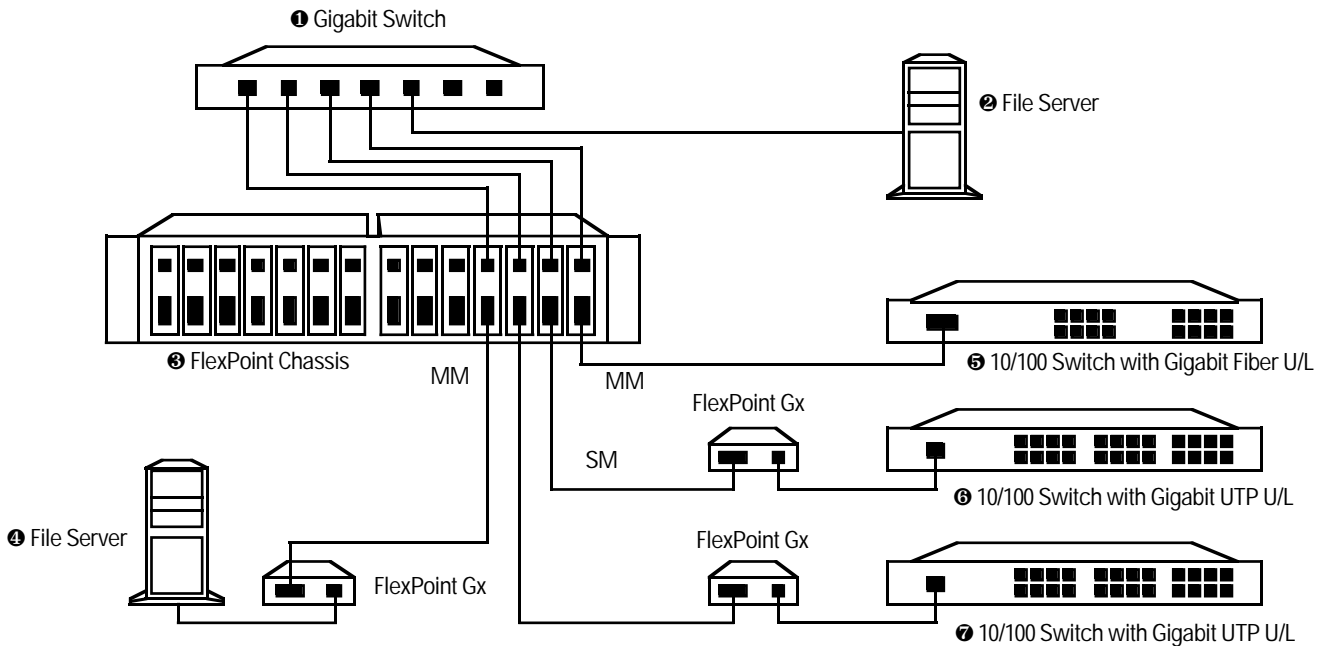 ❶ Gigabit Switch
❷ File Server
❸ FlexPoint Chassis
MM
MM
❺ 10/100 Switch with Gigabit Fiber U/L
FlexPoint Gx
SM
❻ 10/100 Switch with Gigabit UTP U/L
❹ File Server
FlexPoint Gx
FlexPoint Gx
❼ 10/100 Switch with Gigabit UTP U/L